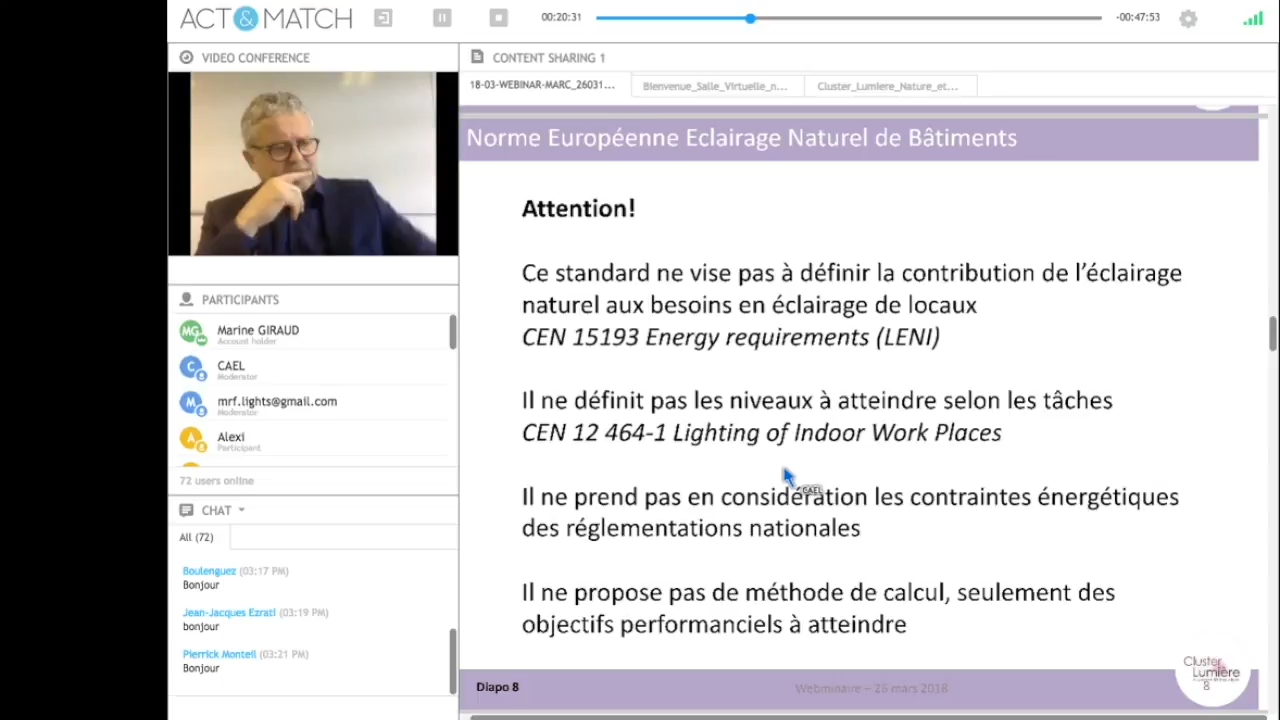 ACT & MATCH
00:20:31
-00:47:53
VIDEO CONFERENCE
CONTENT SHARING 1
18-03-WEBINAR-MARC_26031...
Bienvenue_Salle_Virtuelle_n...
Cluster_Lumiere_Nature_et...
Norme Européenne Eclairage Naturel de Bâtiments
Attention!
Ce standard ne vise pas à définir la contribution de l'éclairage
naturel aux besoins en éclairage de locaux
CEN 15193 Energy requirements (LENI)
Il ne définit pas les niveaux à atteindre selon les tâches
CEN 12 464-1 Lighting of Indoor Work Places
CAEL
Il ne prend pas en considération les contraintes énergétiques
des réglementations nationales
Il ne propose pas de méthode de calcul, seulement des
objectifs performanciels à atteindre
Diapo 8
Webminaire – 26 mars 2018
Cluster
Lumière
8
PARTICIPANTS
MG
Marine GIRAUD
Account holder
C
CAEL
Moderator
M
mrf.lights@gmail.com
Moderator
A
Alexi
Participant
72 users online
CHAT
All (72)
Boulenguez (03:17 PM)
Bonjour
Jean-Jacques Ezrati (03:19 PM)
bonjour
Pierrick Monteil (03:21 PM)
Bonjour